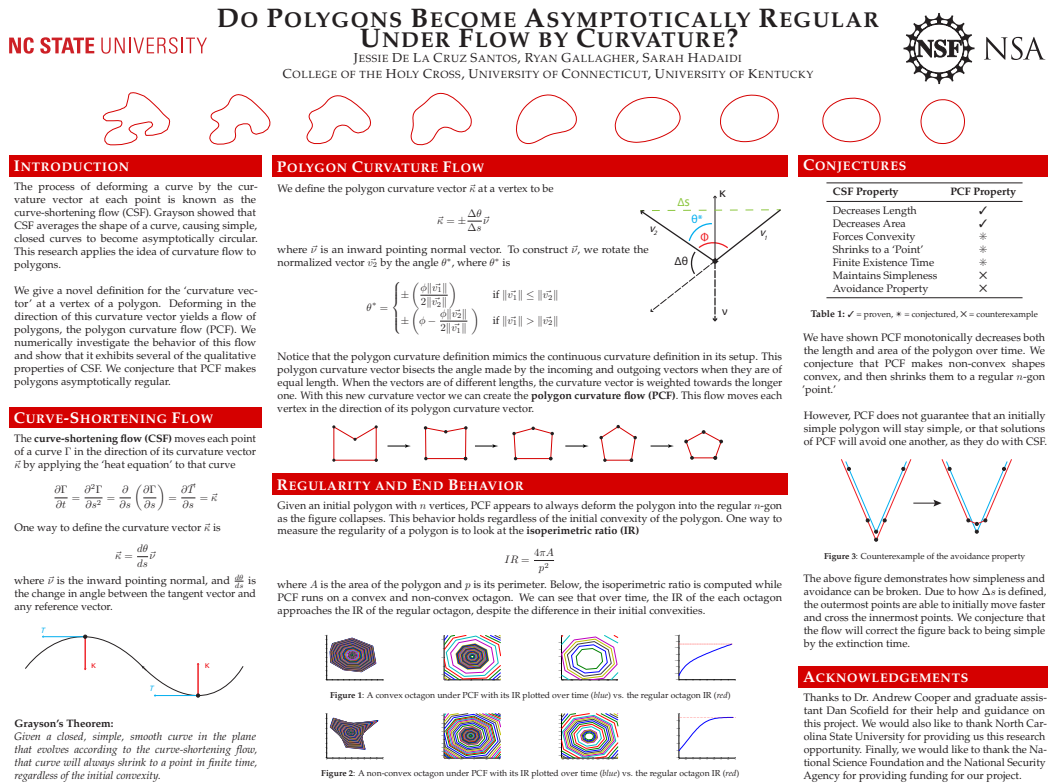 DO POLYGONS BECOME ASYMPTOTICALLY REGULAR
UNDER FLOW BY CURVATURE?
JESSIE DE LA CRUZ SANTOS, RYAN GALLAGHER, SARAH HADAIDI
COLLEGE OF THE HOLY CROSS, UNIVERSITY OF CONNECTICUT, UNIVERSITY OF KENTUCKY
NC STATE UNIVERSITY
NSF
NSA
INTRODUCTION
The process of deforming a curve by the cur-
vature vector at each point is known as the
curve-shortening flow (CSF). Grayson showed that
CSF averages the shape of a curve, causing simple,
closed curves to become asymptotically circular.
This research applies the idea of curvature flow to
polygons.
We give a novel definition for the 'curvature vec-
tor' at a vertex of a polygon. Deforming in the
direction of this curvature vector yields a flow of
polygons, the polygon curvature flow (PCF). We
numerically investigate the behavior of this flow
and show that it exhibits several of the qualitative
properties of CSF. We conjecture that PCF makes
polygons asymptotically regular.
CURVE-SHORTENING FLOW
The curve-shortening flow (CSF) moves each point
of a curve Γ in the direction of its curvature vector
κ⃗ by applying the 'heat equation' to that curve
∂Γ/∂t = ∂²Γ/∂s² = ∂/∂s (∂Γ/∂s) = ∂T⃗/∂s = κ⃗
One way to define the curvature vector κ⃗ is
κ⃗ = dθ/ds ν⃗
where ν⃗ is the inward pointing normal, and dθ/ds is
the change in angle between the tangent vector and
any reference vector.
T
κ
κ
T
Grayson's Theorem:
Given a closed, simple, smooth curve in the plane
that evolves according to the curve-shortening flow,
that curve will always shrink to a point in finite time,
regardless of the initial convexity.
POLYGON CURVATURE FLOW
We define the polygon curvature vector κ⃗ at a vertex to be
κ⃗ = ± Δθ/Δs ν⃗
where ν⃗ is an inward pointing normal vector. To construct ν⃗, we rotate the
normalized vector v⃗₂ by the angle θ*, where θ* is
θ* = { ± (φ‖v⃗₁‖ / 2‖v⃗₂‖) if ‖v⃗₁‖ ≤ ‖v⃗₂‖
± (φ − φ‖v⃗₂‖ / 2‖v⃗₁‖) if ‖v⃗₁‖ > ‖v⃗₂‖
Δs
κ
θ*
Φ
v₂
v₁
Δθ
ν
Notice that the polygon curvature definition mimics the continuous curvature definition in its setup. This
polygon curvature vector bisects the angle made by the incoming and outgoing vectors when they are of
equal length. When the vectors are of different lengths, the curvature vector is weighted towards the longer
one. With this new curvature vector we can create the polygon curvature flow (PCF). This flow moves each
vertex in the direction of its polygon curvature vector.
REGULARITY AND END BEHAVIOR
Given an initial polygon with n vertices, PCF appears to always deform the polygon into the regular n-gon
as the figure collapses. This behavior holds regardless of the initial convexity of the polygon. One way to
measure the regularity of a polygon is to look at the isoperimetric ratio (IR)
IR = 4πA/p²
where A is the area of the polygon and p is its perimeter. Below, the isoperimetric ratio is computed while
PCF runs on a convex and non-convex octagon. We can see that over time, the IR of the each octagon
approaches the IR of the regular octagon, despite the difference in their initial convexities.
Figure 1: A convex octagon under PCF with its IR plotted over time (blue) vs. the regular octagon IR (red)
Figure 2: A non-convex octagon under PCF with its IR plotted over time (blue) vs. the regular octagon IR (red)
CONJECTURES
CSF Property PCF Property
Decreases Length ✓
Decreases Area ✓
Forces Convexity ✳
Shrinks to a 'Point' ✳
Finite Existence Time ✳
Maintains Simpleness ✕
Avoidance Property ✕
Table 1: ✓ = proven, ✳ = conjectured, ✕ = counterexample
We have shown PCF monotonically decreases both
the length and area of the polygon over time. We
conjecture that PCF makes non-convex shapes
convex, and then shrinks them to a regular n-gon
'point.'
However, PCF does not guarantee that an initially
simple polygon will stay simple, or that solutions
of PCF will avoid one another, as they do with CSF.
Figure 3: Counterexample of the avoidance property
The above figure demonstrates how simpleness and
avoidance can be broken. Due to how Δs is defined,
the outermost points are able to initially move faster
and cross the innermost points. We conjecture that
the flow will correct the figure back to being simple
by the extinction time.
ACKNOWLEDGEMENTS
Thanks to Dr. Andrew Cooper and graduate assis-
tant Dan Scofield for their help and guidance on
this project. We would also like to thank North Car-
olina State University for providing us this research
opportunity. Finally, we would like to thank the Na-
tional Science Foundation and the National Security
Agency for providing funding for our project.